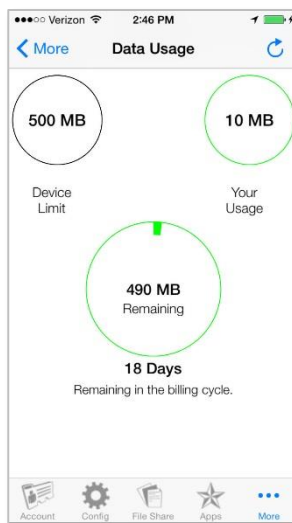 Verizon 2:46 PM
More Data Usage
500 MB
10 MB
Device
Limit
Your
Usage
490 MB
Remaining
18 Days
Remaining in the billing cycle.
Account Config File Share Apps More